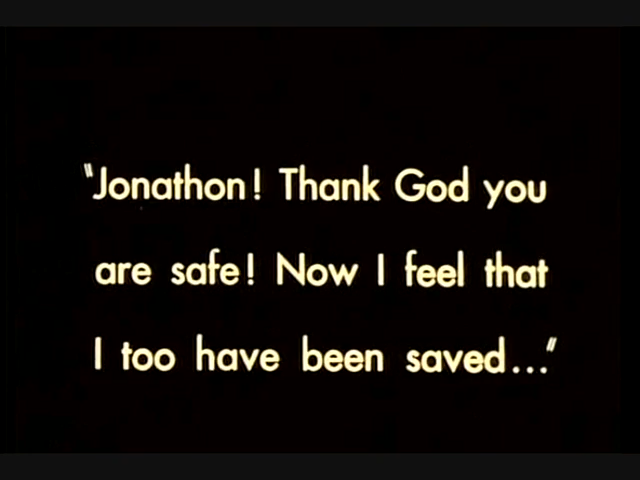 "Jonathon! Thank God you
are safe! Now I feel that
I too have been saved..."